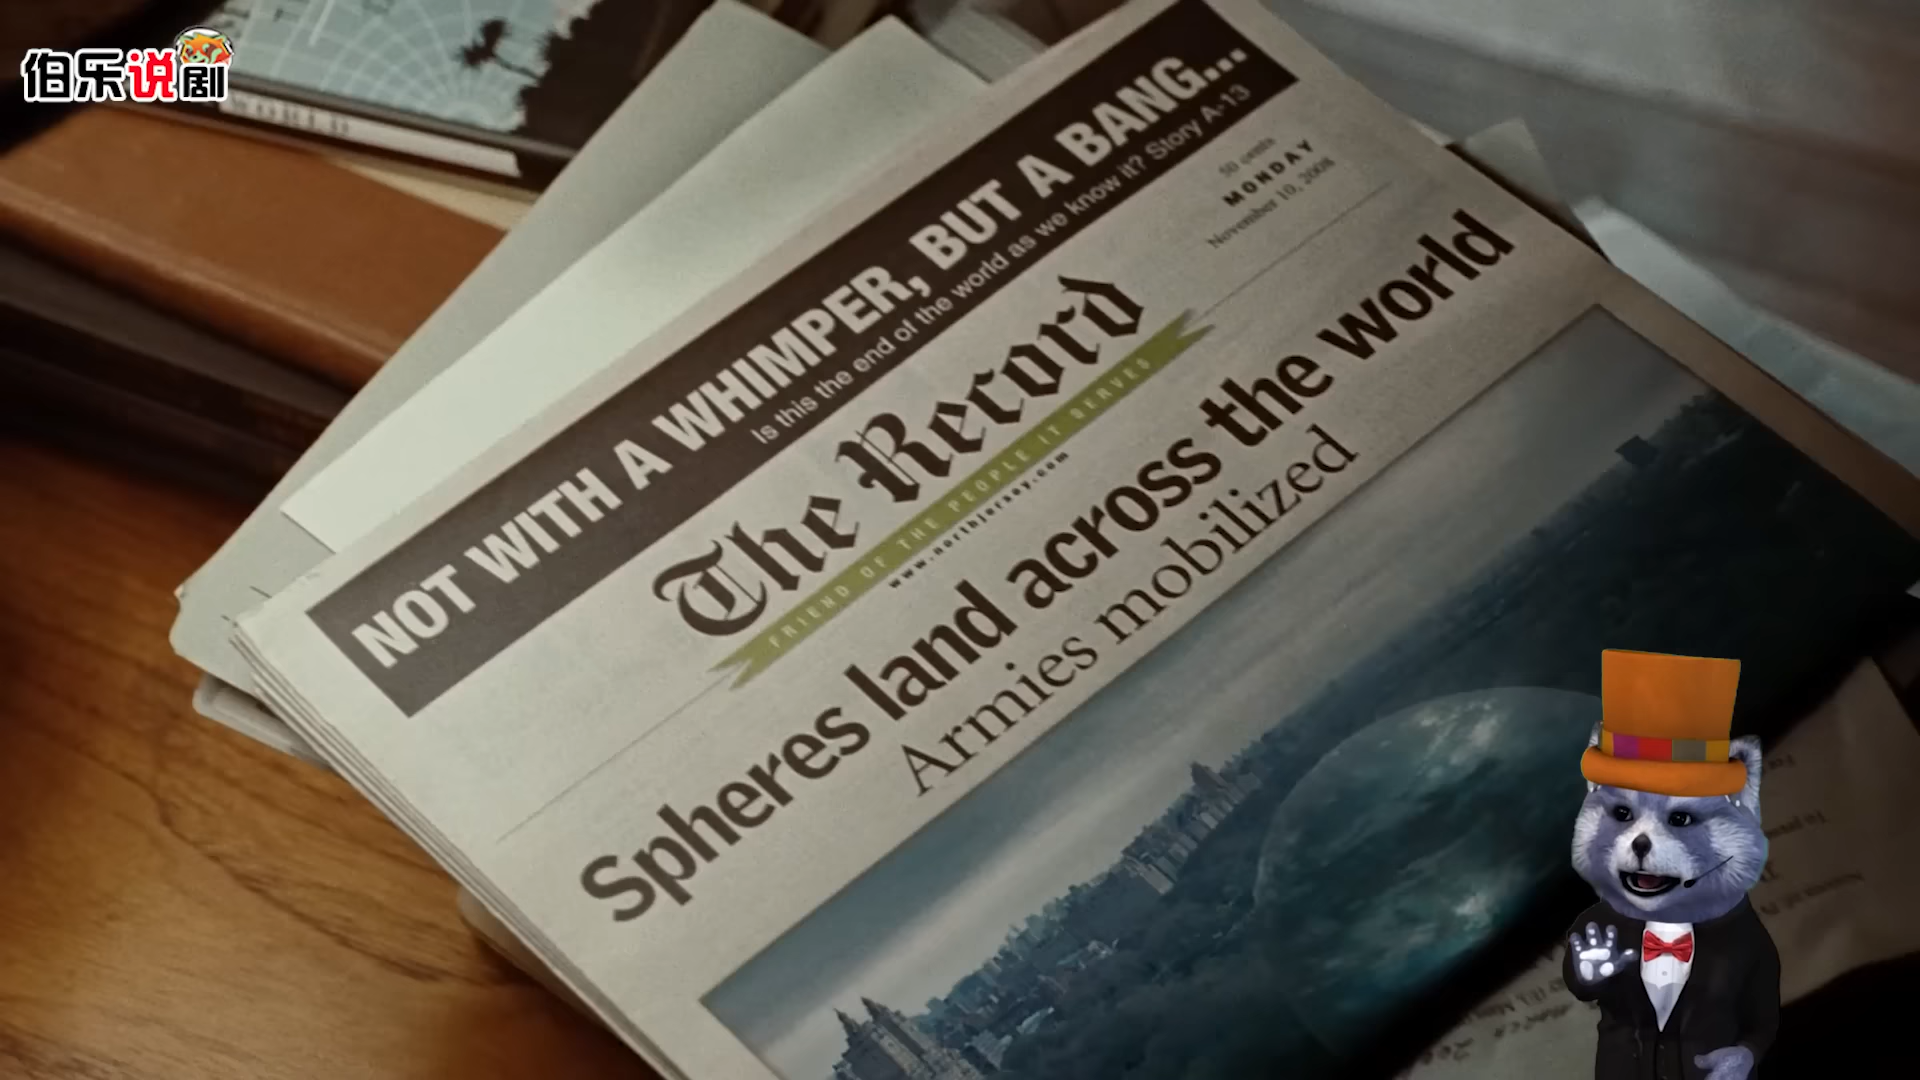 伯乐说剧
WORLD
NOT WITH A WHIMPER, BUT A BANG...
Is this the end of the world as we know it? Story A-13
50 cents
MONDAY
November 10, 2008
The Record
FRIEND OF THE PEOPLE IT SERVES
www.northjersey.com
Spheres land across the world
Armies mobilized